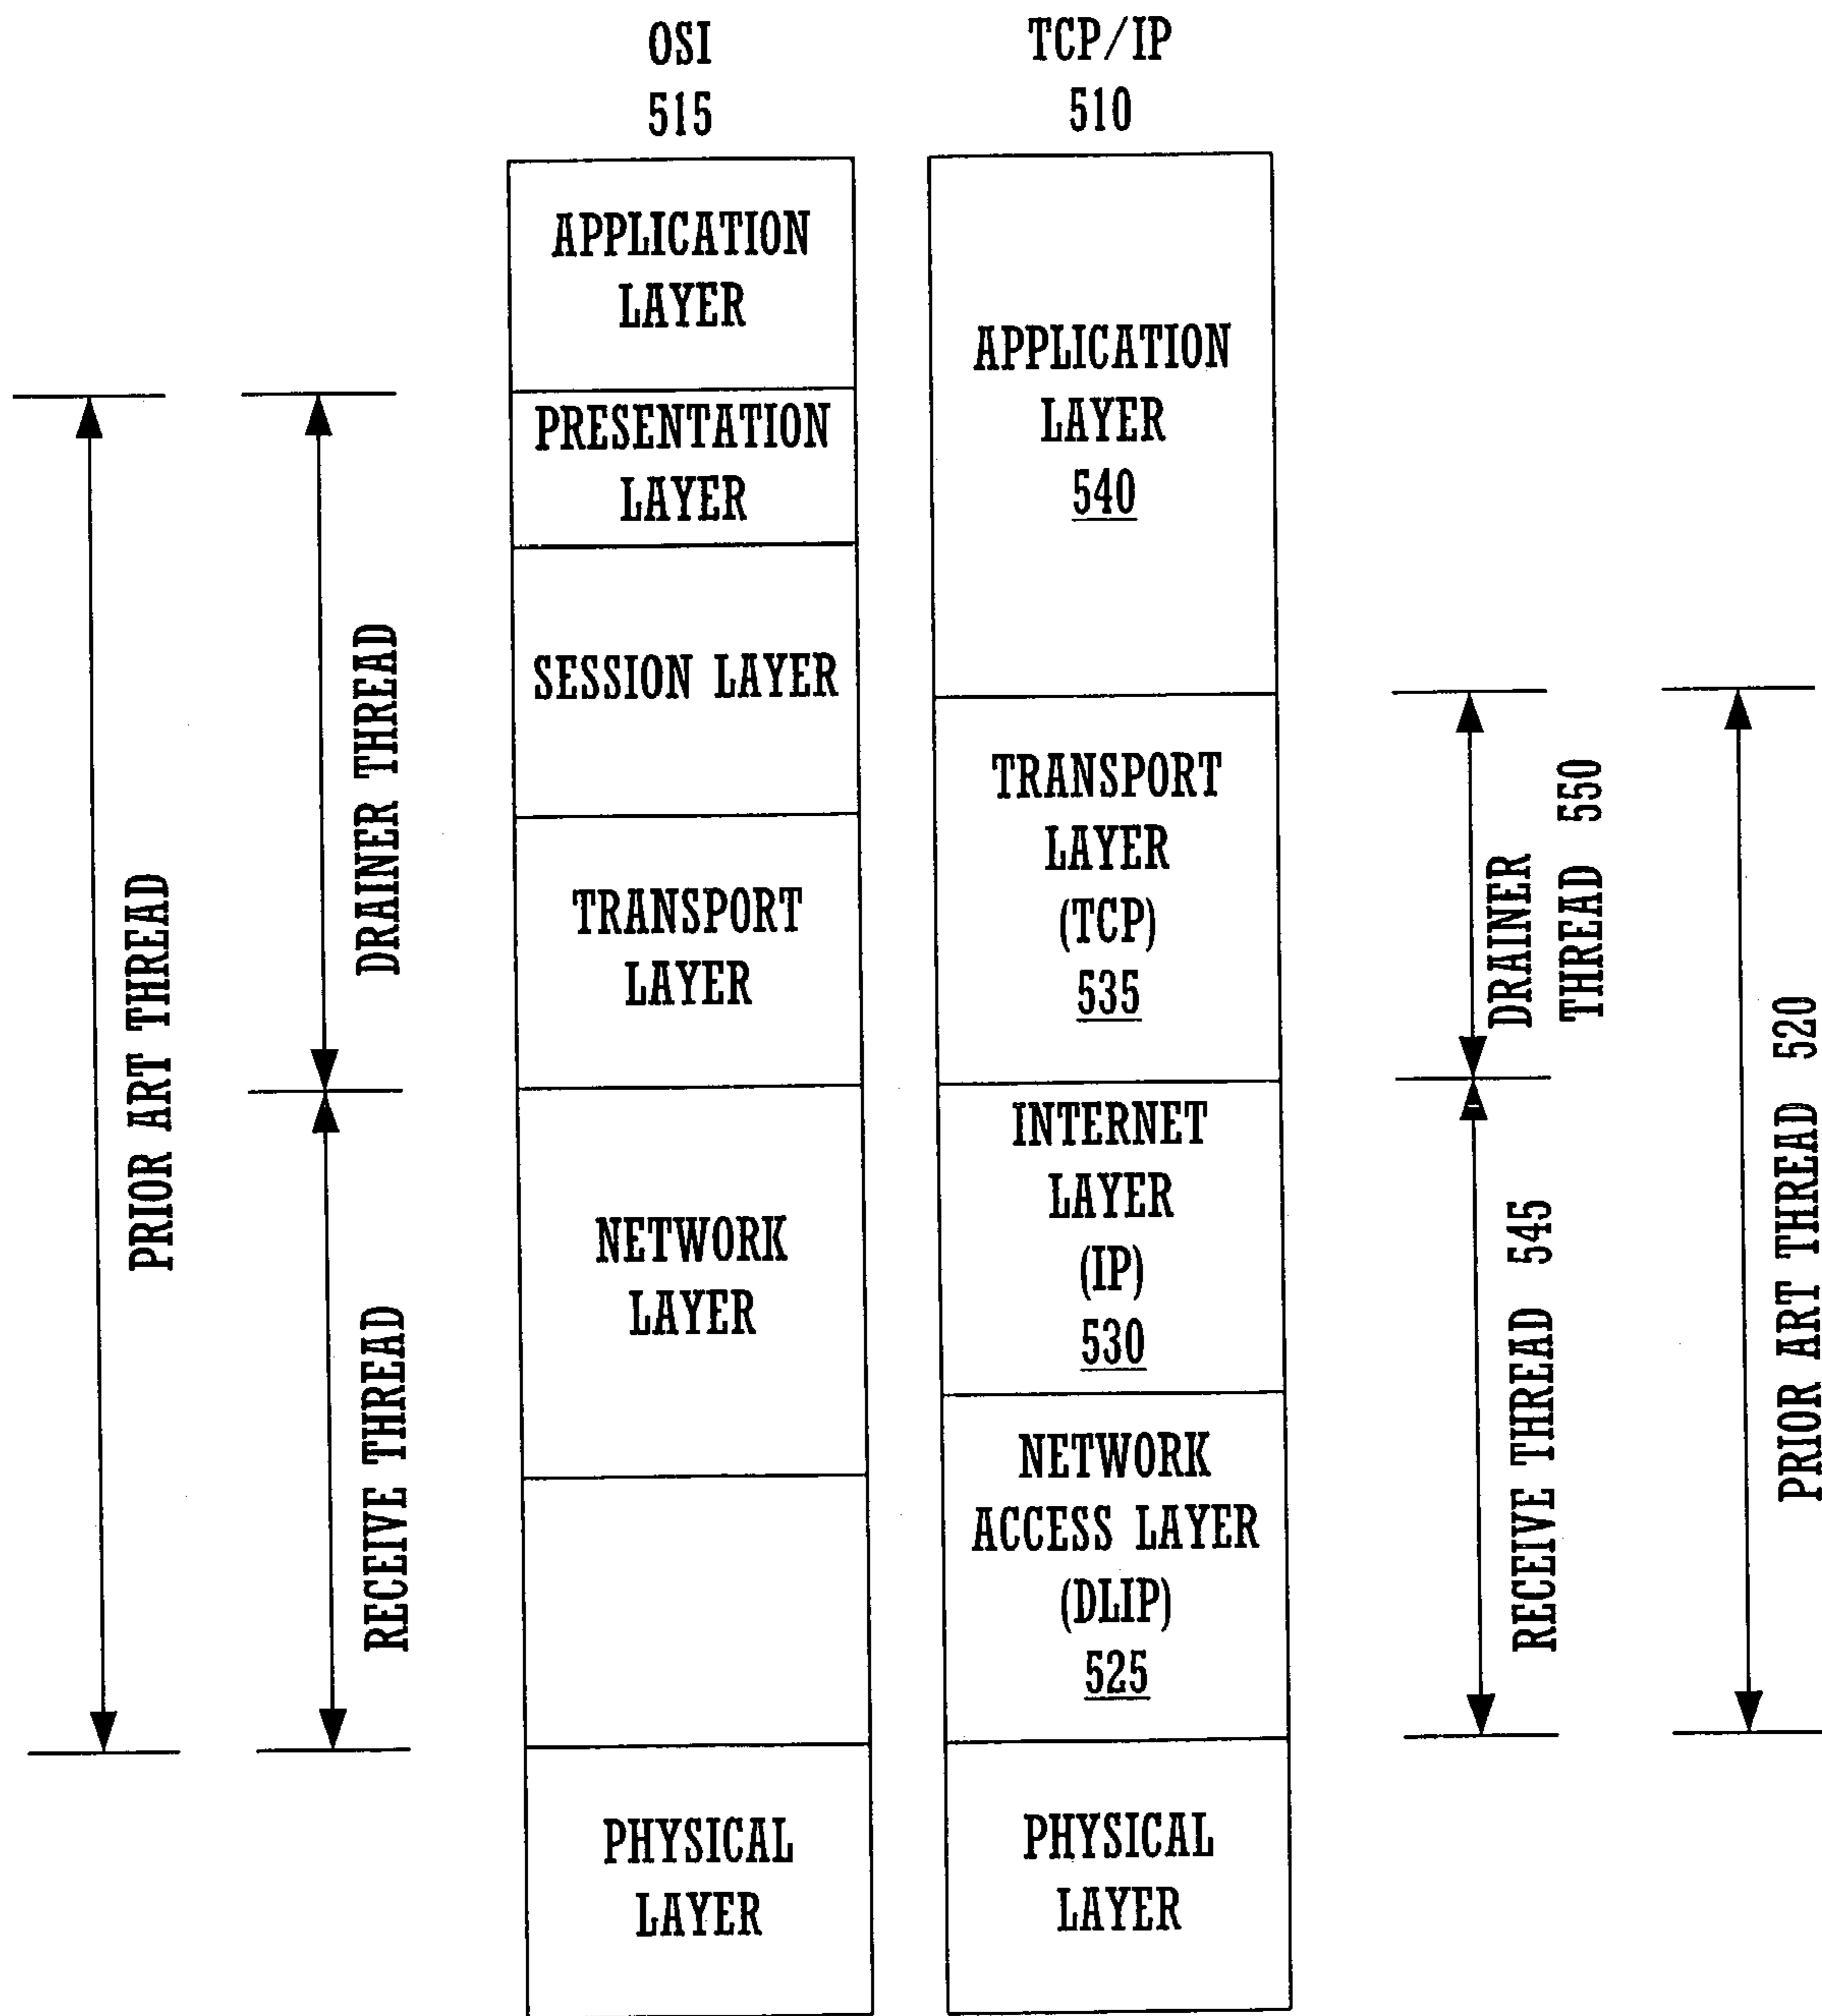 OSI
515
TCP/IP
510
APPLICATION
LAYER
PRESENTATION
LAYER
SESSION LAYER
TRANSPORT
LAYER
NETWORK
LAYER
PHYSICAL
LAYER
APPLICATION
LAYER
540
TRANSPORT
LAYER
(TCP)
535
INTERNET
LAYER
(IP)
530
NETWORK
ACCESS LAYER
(DLIP)
525
PHYSICAL
LAYER
PRIOR ART THREAD
DRAINER THREAD
RECEIVE THREAD
DRAINER
THREAD 550
RECEIVE THREAD 545
PRIOR ART THREAD 520